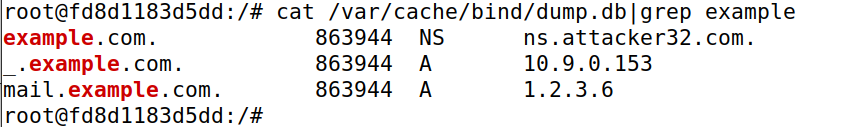 root@fd8d1183d5dd:/# cat /var/cache/bind/dump.db|grep example
example.com. 863944 NS ns.attacker32.com.
_.example.com. 863944 A 10.9.0.153
mail.example.com. 863944 A 1.2.3.6
root@fd8d1183d5dd:/#